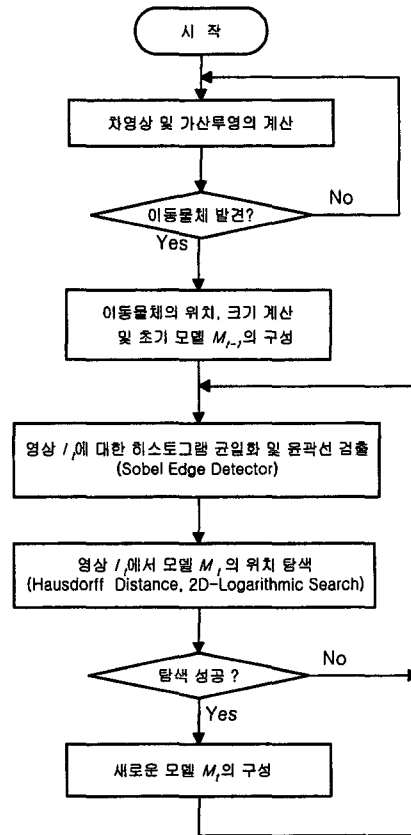 시 작
차영상 및 가산투영의 계산
이동물체 발견?
No
Yes
이동물체의 위치, 크기 계산
및 초기 모델 M_{t-1}의 구성
영상 I_t에 대한 히스토그램 균일화 및 윤곽선 검출
(Sobel Edge Detector)
영상 I_t에서 모델 M_t 의 위치 탐색
(Hausdorff Distance, 2D-Logarithmic Search)
탐색 성공 ?
No
Yes
새로운 모델 M_t의 구성